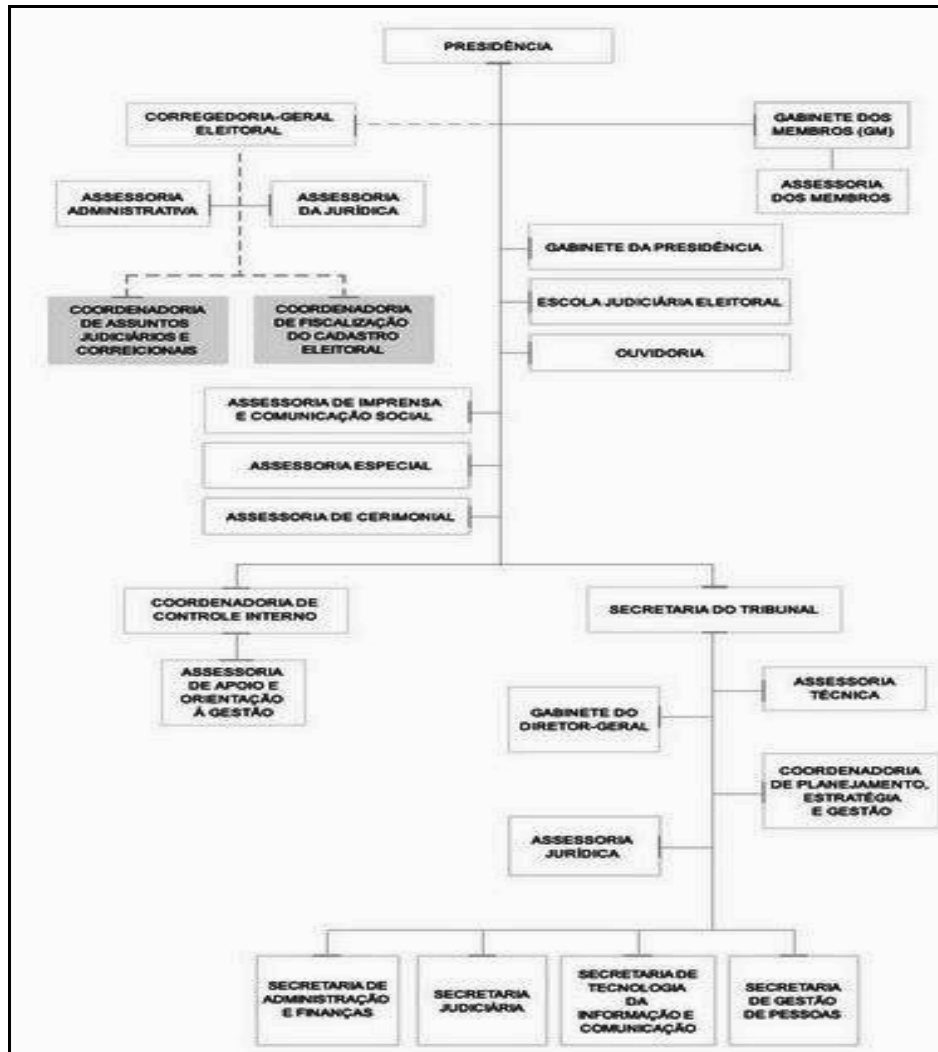 PRESIDÊNCIA
CORREGEDORIA-GERAL
ELEITORAL
GABINETE DOS
MEMBROS (GM)
ASSESSORIA
ADMINISTRATIVA
ASSESSORIA
DA JURÍDICA
ASSESSORIA
DOS MEMBROS
GABINETE DA PRESIDÊNCIA
ESCOLA JUDICIÁRIA ELEITORAL
OUVIDORIA
COORDENADORIA
DE ASSUNTOS
JUDICIÁRIOS E
CORREICIONAIS
COORDENADORIA
DE FISCALIZAÇÃO
DO CADASTRO
ELEITORAL
ASSESSORIA DE IMPRENSA
E COMUNICAÇÃO SOCIAL
ASSESSORIA ESPECIAL
ASSESSORIA DE CERIMONIAL
COORDENADORIA DE
CONTROLE INTERNO
SECRETARIA DO TRIBUNAL
ASSESSORIA
DE APOIO E
ORIENTAÇÃO
À GESTÃO
ASSESSORIA
TÉCNICA
GABINETE DO
DIRETOR-GERAL
COORDENADORIA
DE PLANEJAMENTO,
ESTRATÉGIA
E GESTÃO
ASSESSORIA
JURÍDICA
SECRETARIA DE
ADMINISTRAÇÃO
E FINANÇAS
SECRETARIA
JUDICIÁRIA
SECRETARIA DE
TECNOLOGIA
DA
INFORMAÇÃO E
COMUNICAÇÃO
SECRETARIA
DE GESTÃO
DE PESSOAS